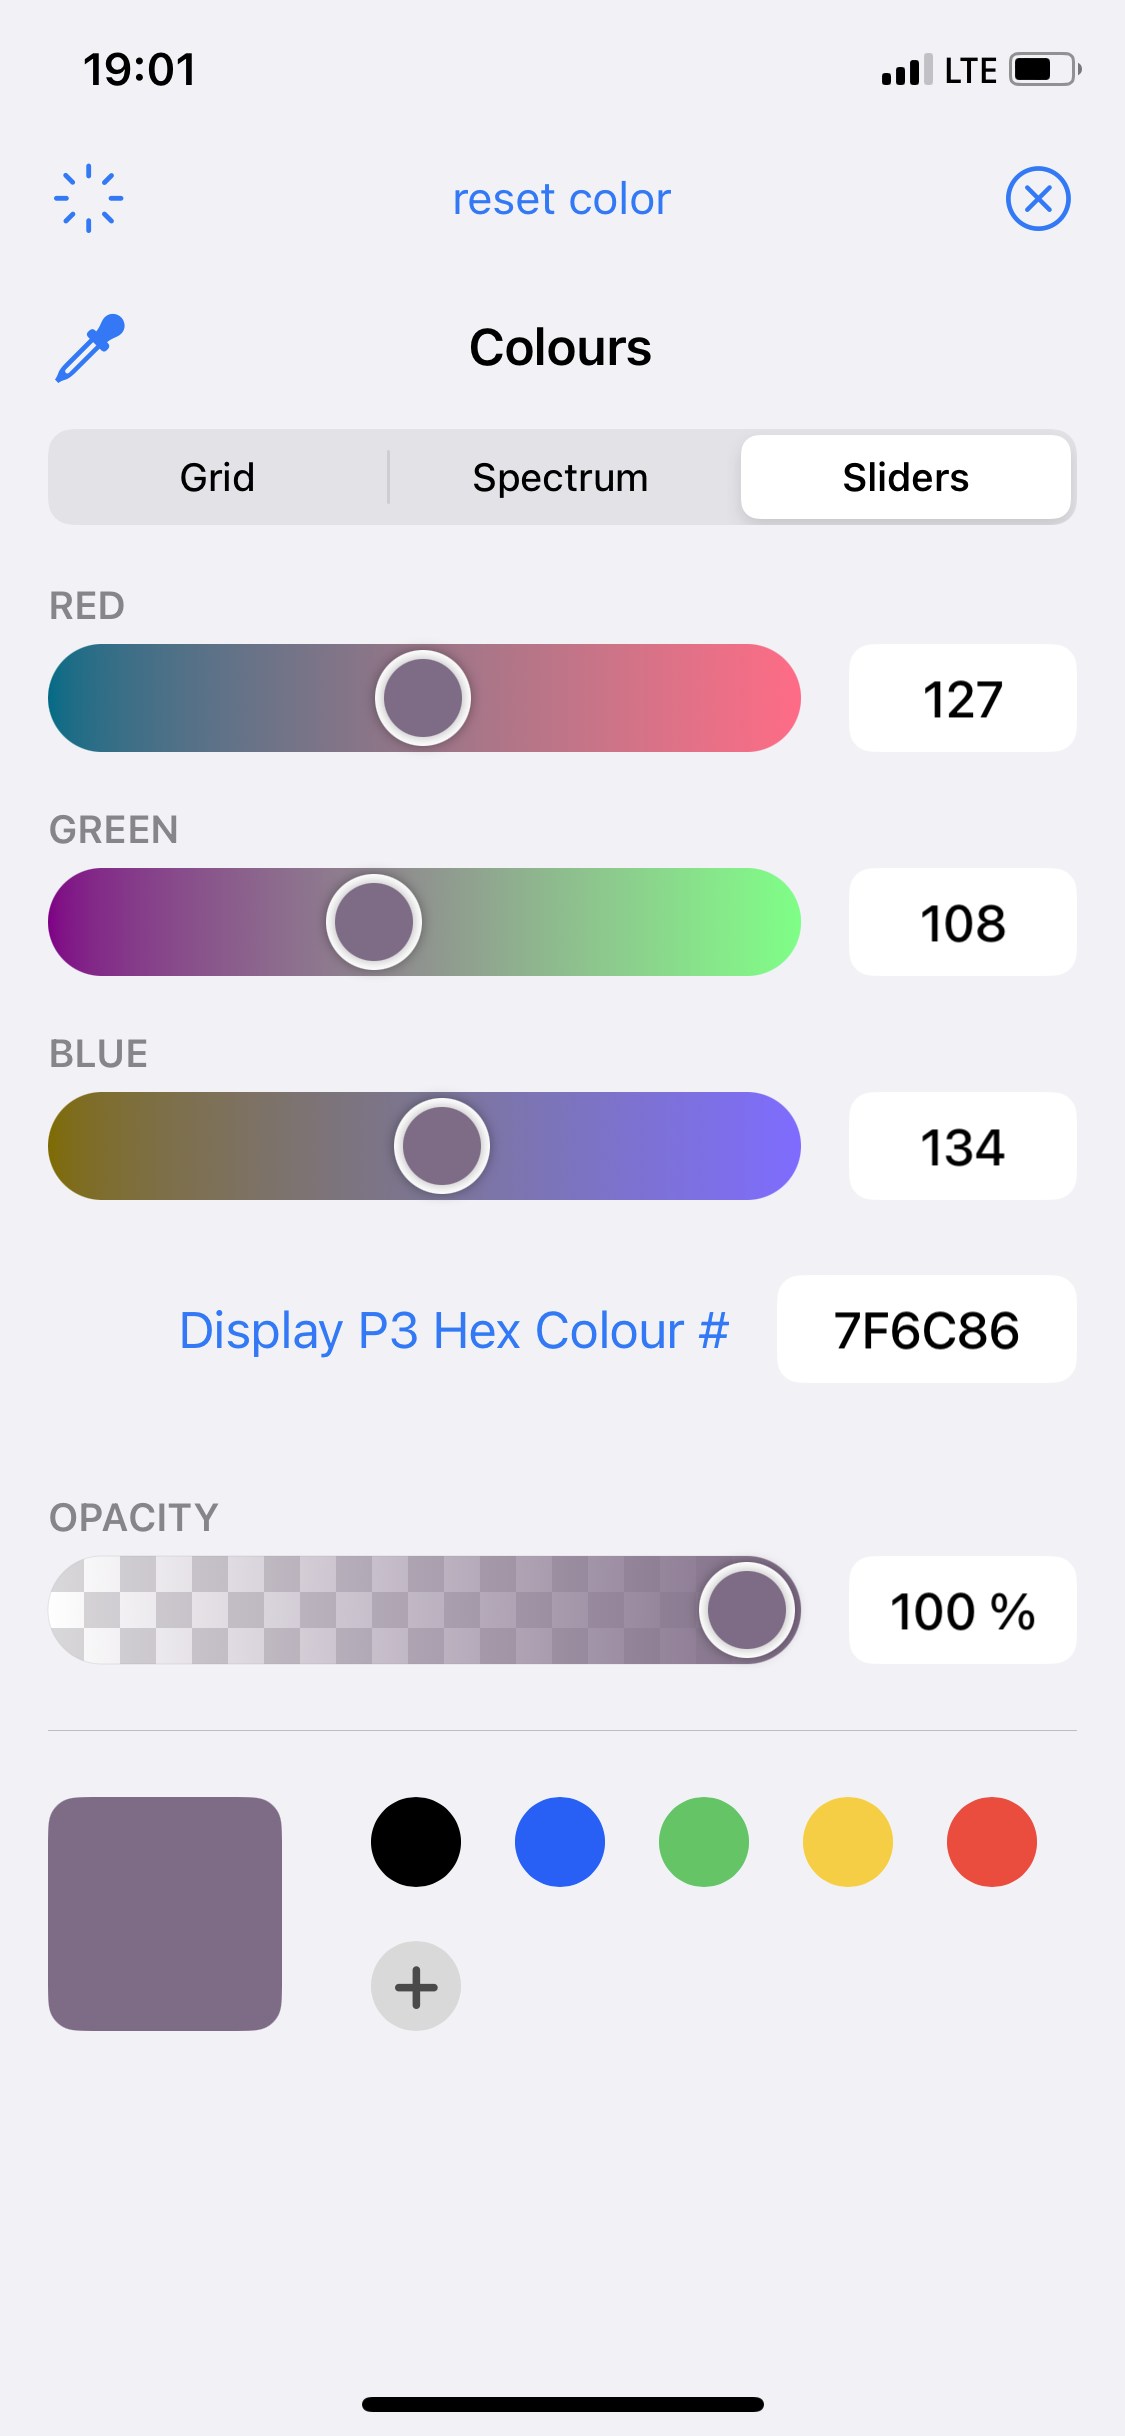 19:01 LTE
reset color
Colours
Grid Spectrum Sliders
RED
127
GREEN
108
BLUE
134
Display P3 Hex Colour # 7F6C86
OPACITY
100 %